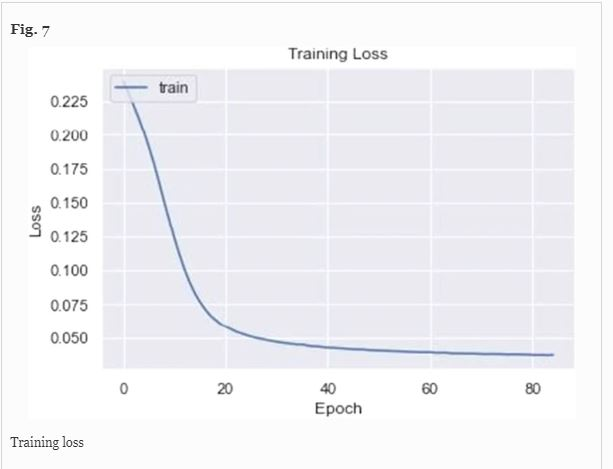 Fig. 7
Training Loss
train
0.225
0.200
0.175
0.150
0.125
0.100
0.075
0.050
Loss
0 20 40 60 80
Epoch
Training loss